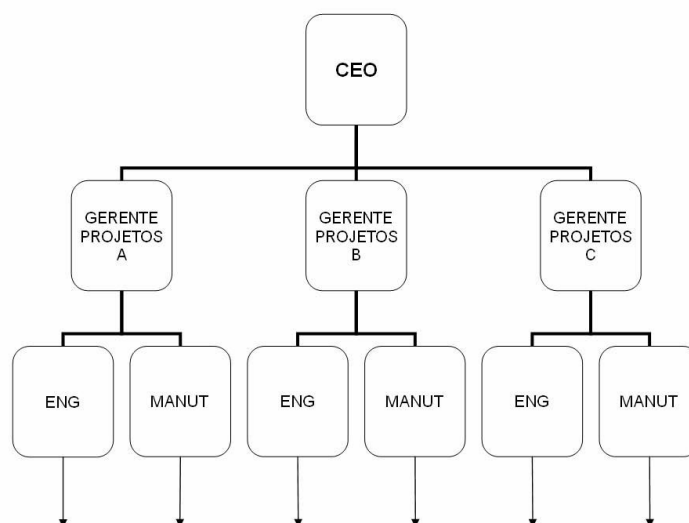 CEO
GERENTE
PROJETOS
A
GERENTE
PROJETOS
B
GERENTE
PROJETOS
C
ENG
MANUT
ENG
MANUT
ENG
MANUT